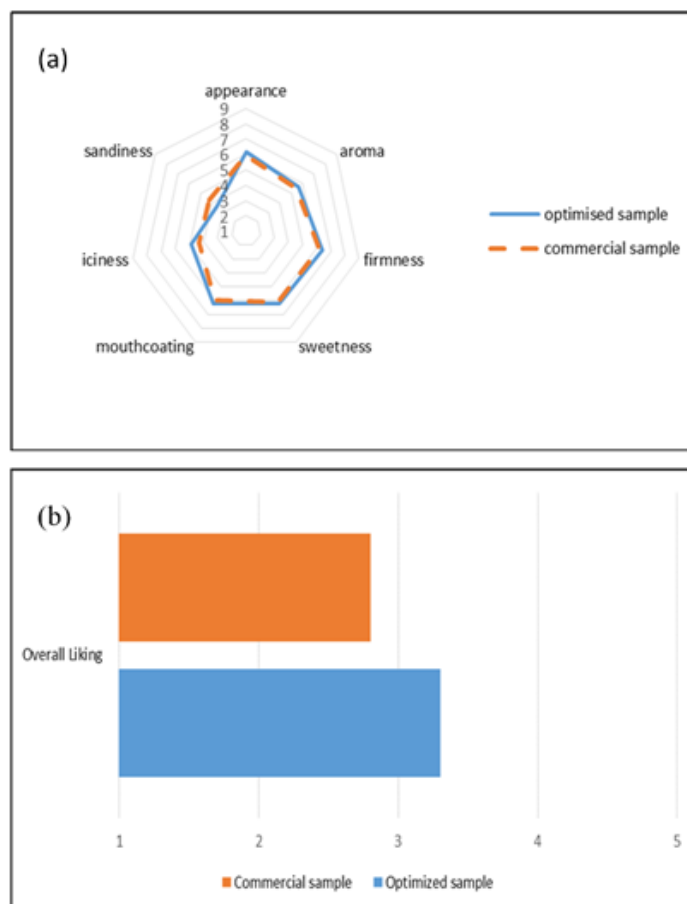 (a)
appearance
9
8
7
6
5
4
3
2
1
sandiness
aroma
iciness
firmness
mouthcoating
sweetness
optimised sample
commercial sample
(b)
Overall Liking
1 2 3 4 5
Commercial sample Optimized sample